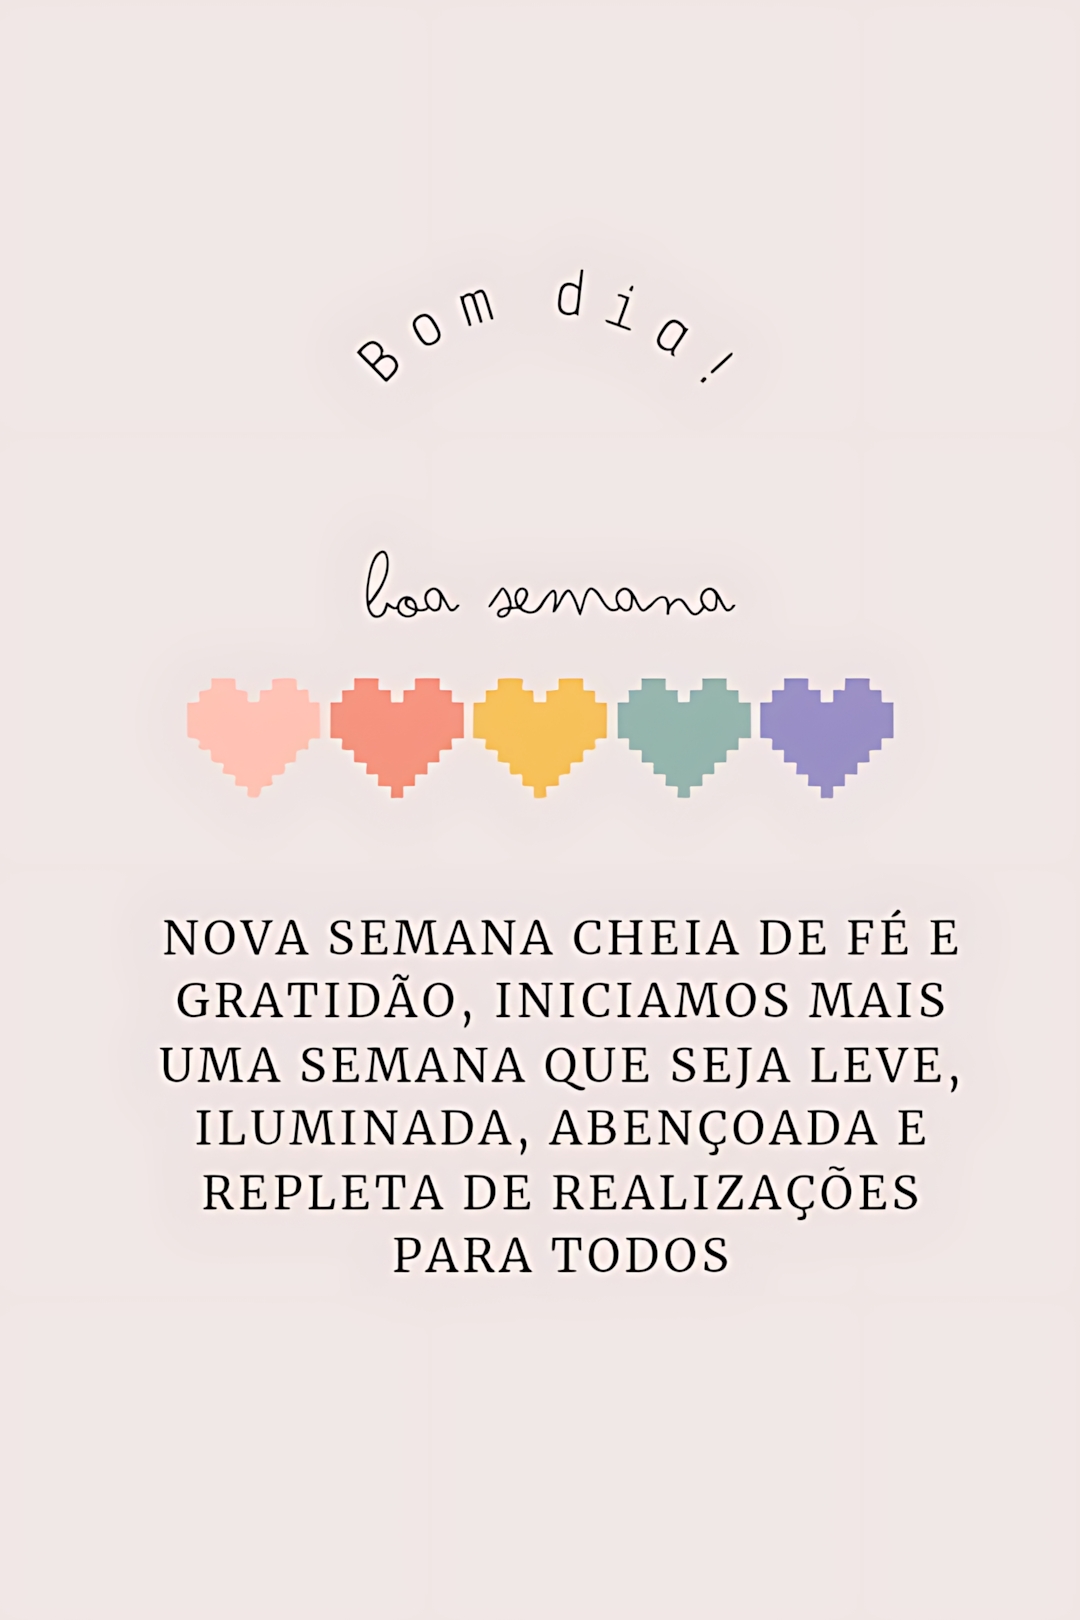 Bom dia!
boa semana
NOVA SEMANA CHEIA DE FÉ E
GRATIDÃO, INICIAMOS MAIS
UMA SEMANA QUE SEJA LEVE,
ILUMINADA, ABENÇOADA E
REPLETA DE REALIZAÇÕES
PARA TODOS